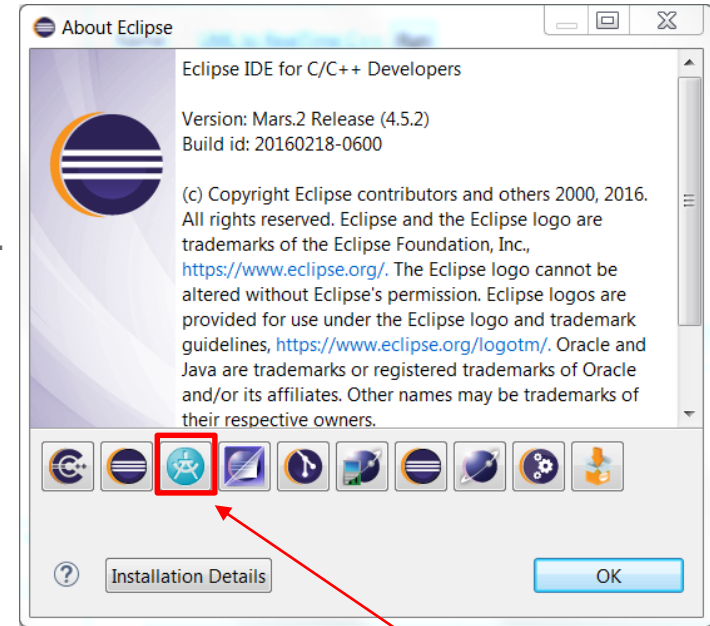 About Eclipse
Eclipse IDE for C/C++ Developers
Version: Mars.2 Release (4.5.2)
Build id: 20160218-0600
(c) Copyright Eclipse contributors and others 2000, 2016.
All rights reserved. Eclipse and the Eclipse logo are
trademarks of the Eclipse Foundation, Inc.,
https://www.eclipse.org/. The Eclipse logo cannot be
altered without Eclipse's permission. Eclipse logos are
provided for use under the Eclipse logo and trademark
guidelines, https://www.eclipse.org/logotm/. Oracle and
Java are trademarks or registered trademarks of Oracle
and/or its affiliates. Other names may be trademarks of
their respective owners.
Installation Details
OK